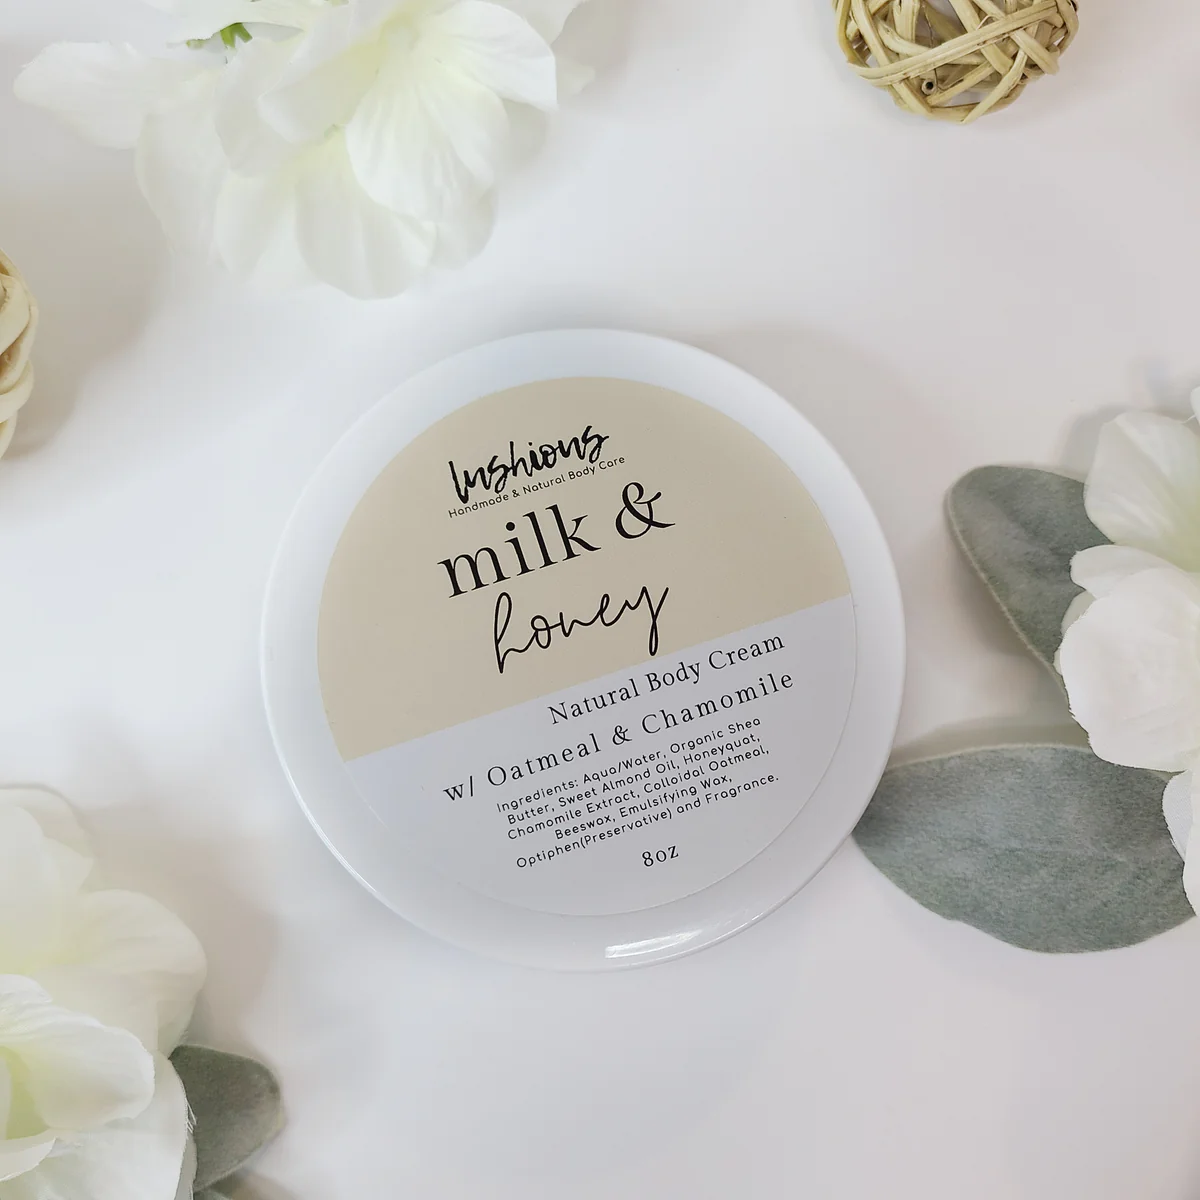 lushious
Handmade & Natural Body Care
milk &
honey
Natural Body Cream
w/ Oatmeal & Chamomile
Ingredients: Aqua/Water, Organic Shea
Butter, Sweet Almond Oil, Honeyquat,
Chamomile Extract, Colloidal Oatmeal,
Beeswax, Emulsifying Wax,
Optiphen(Preservative) and Fragrance.
8oz